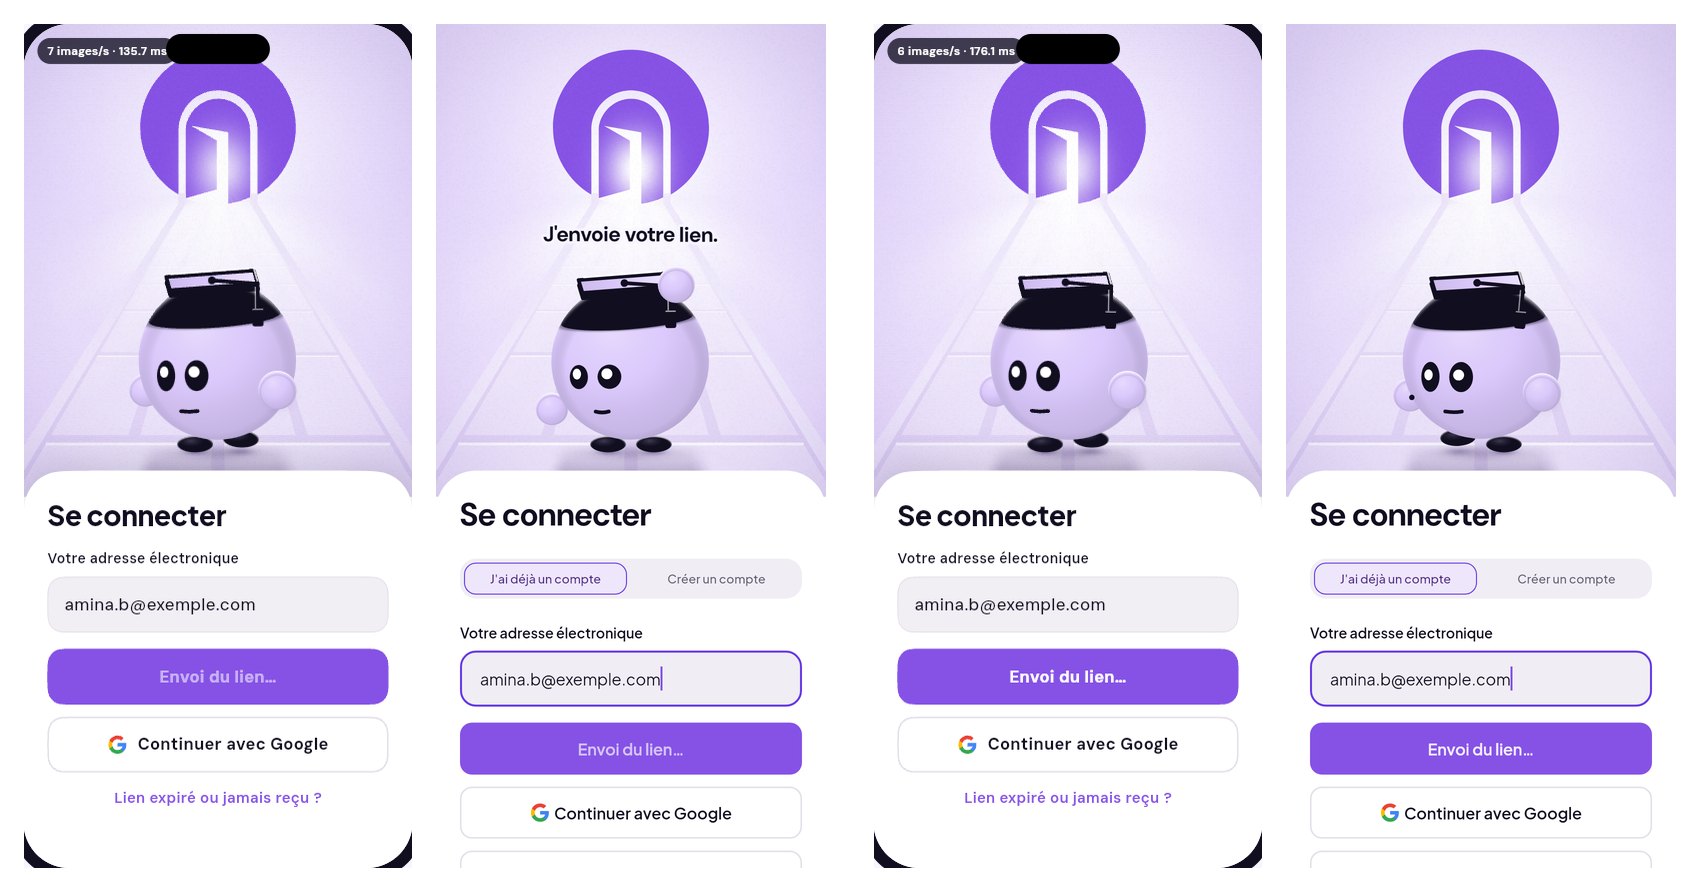 7 images/s · 135.7 ms
Se connecter
Votre adresse électronique
amina.b@exemple.com
Envoi du lien...
Continuer avec Google
Lien expiré ou jamais reçu ?
J'envoie votre lien.
Se connecter
J'ai déjà un compte
Créer un compte
Votre adresse électronique
amina.b@exemple.com
Envoi du lien...
Continuer avec Google
6 images/s · 176.1 ms
Se connecter
Votre adresse électronique
amina.b@exemple.com
Envoi du lien...
Continuer avec Google
Lien expiré ou jamais reçu ?
Se connecter
J'ai déjà un compte
Créer un compte
Votre adresse électronique
amina.b@exemple.com
Envoi du lien...
Continuer avec Google